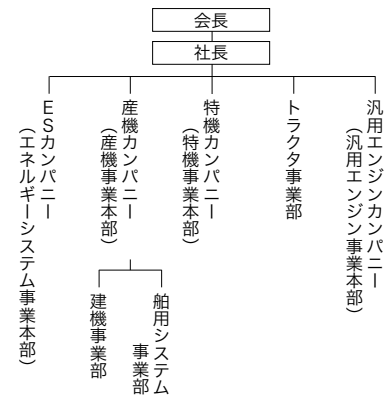 会長
社長
汎用エンジンカンパニー
（汎用エンジン事業本部）
トラクタ事業部
特機カンパニー
（特機事業本部）
産機カンパニー
（産機事業本部）
ESカンパニー
（エネルギーシステム事業本部）
舶用システム
事業部
建機事業部